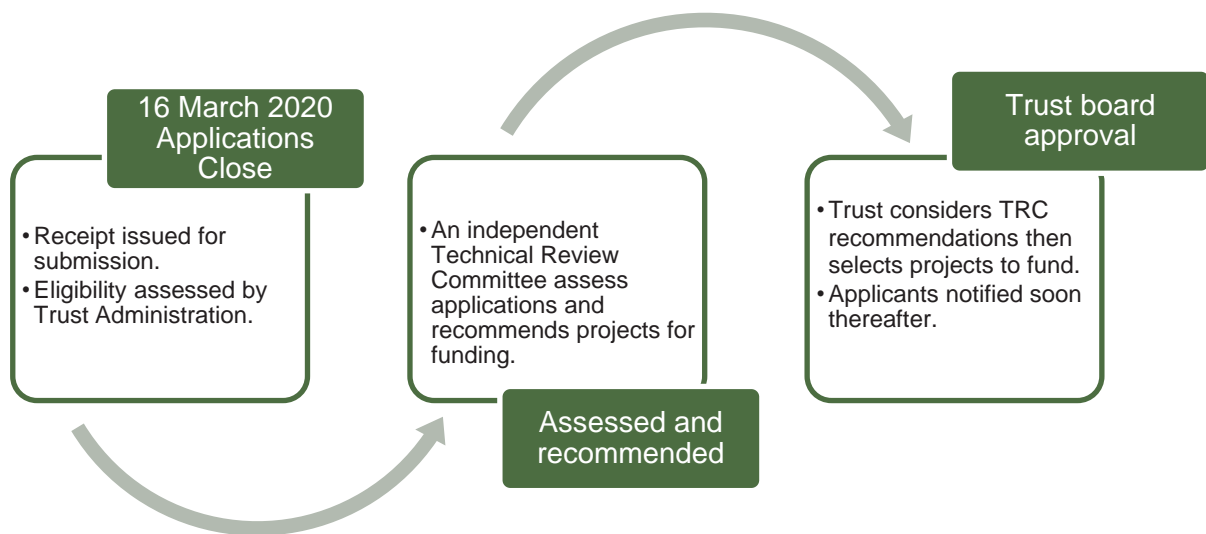 16 March 2020
Applications
Close
• Receipt issued for
submission.
• Eligibility assessed by
Trust Administration.
• An independent
Technical Review
Committee assess
applications and
recommends projects for
funding.
Assessed and
recommended
Trust board
approval
• Trust considers TRC
recommendations then
selects projects to fund.
• Applicants notified soon
thereafter.